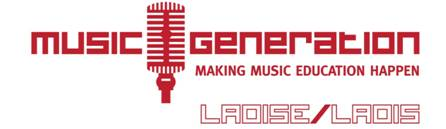 music generation
MAKING MUSIC EDUCATION HAPPEN
LAOISE/LAOIS